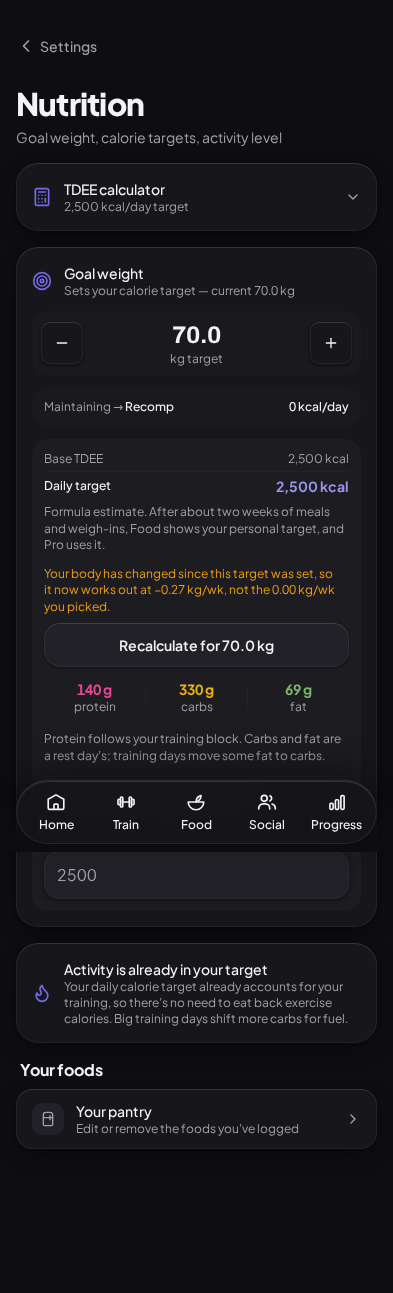 Settings
Nutrition
Goal weight, calorie targets, activity level
TDEE calculator
2,500 kcal/day target
Goal weight
Sets your calorie target — current 70.0 kg
70.0
kg target
Maintaining → Recomp 0 kcal/day
Base TDEE 2,500 kcal
Daily target 2,500 kcal
Formula estimate. After about two weeks of meals
and weigh-ins, Food shows your personal target, and
Pro uses it.
Your body has changed since this target was set, so
it now works out at −0.27 kg/wk, not the 0.00 kg/wk
you picked.
Recalculate for 70.0 kg
140 g 330 g 69 g
protein carbs fat
Protein follows your training block. Carbs and fat are
a rest day's; training days move some fat to carbs.
Home Train Food Social Progress
2500
Activity is already in your target
Your daily calorie target already accounts for your
training, so there's no need to eat back exercise
calories. Big training days shift more carbs for fuel.
Your foods
Your pantry
Edit or remove the foods you've logged